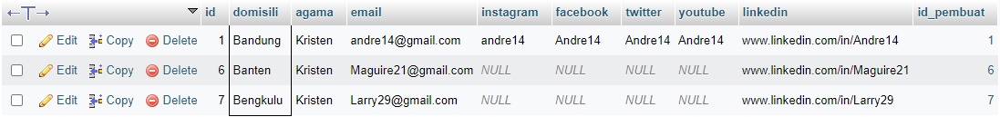 id domisili agama email instagram facebook twitter youtube linkedin id_pembuat
Edit Copy Delete 1 Bandung Kristen andre14@gmail.com andre14 Andre14 Andre14 Andre14 www.linkedin.com/in/Andre14 1
Edit Copy Delete 6 Banten Kristen Maguire21@gmail.com NULL NULL NULL NULL www.linkedin.com/in/Maguire21 6
Edit Copy Delete 7 Bengkulu Kristen Larry29@gmail.com NULL NULL NULL NULL www.linkedin.com/in/Larry29 7